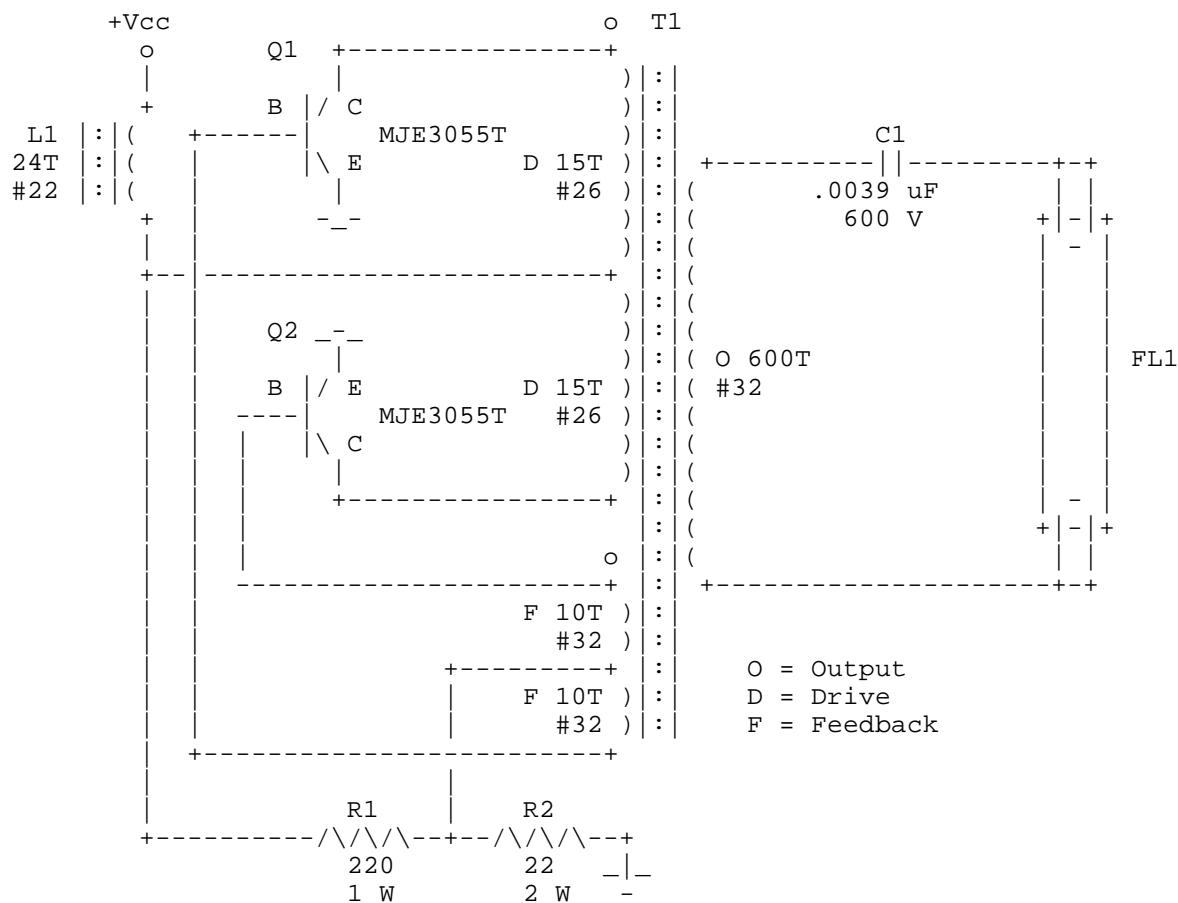 +Vcc o T1
o Q1
B C
L1 MJE3055T C1
24T E D 15T
#22 #26 .0039 uF
600 V
Q2
O 600T FL1
B E D 15T #32
MJE3055T #26
C
o
F 10T
#32
O = Output
F 10T D = Drive
#32 F = Feedback
R1 R2
220 22
1 W 2 W